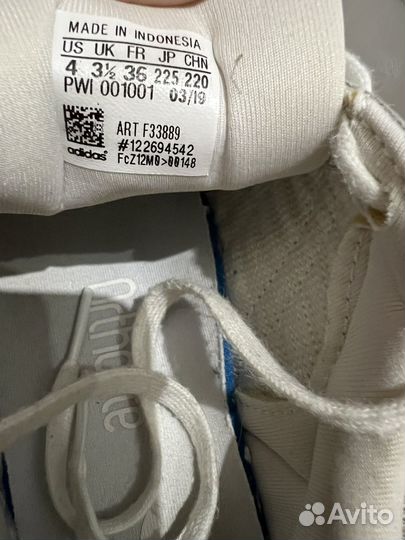 MADE IN INDONESIA
US UK FR JP CHN
4 3½ 36 225 220
PWI 001001 03/19
ART F33889
#122694542
adidas FcZ12M0>00148
Ortholite
Avito